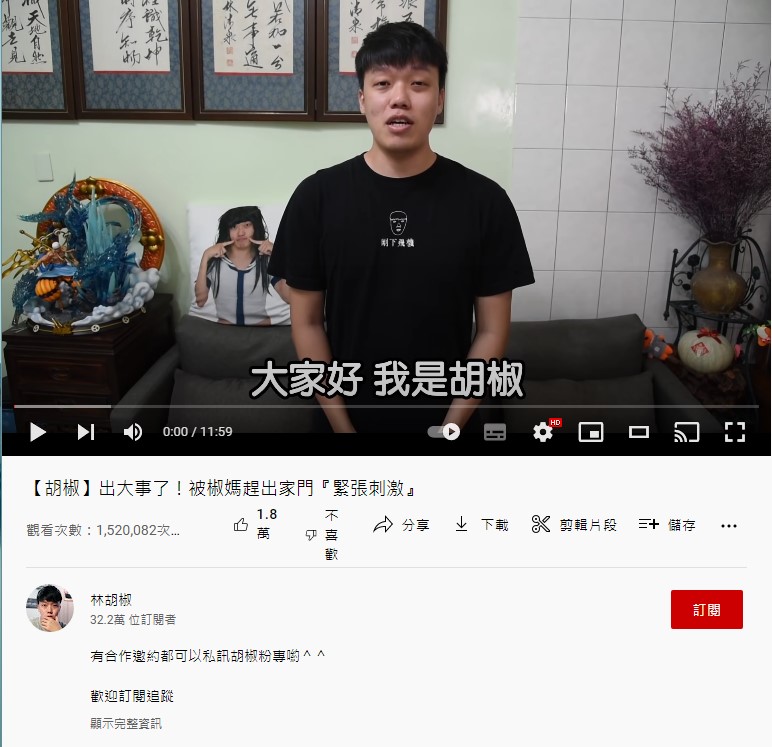 大家好 我是胡椒
0:00 / 11:59
HD
【胡椒】出大事了！被椒媽趕出家門『緊張刺激』
觀看次數：1,520,082次...
1.8萬
不喜歡
分享
下載
剪輯片段
儲存
林胡椒
32.2萬 位訂閱者
訂閱
有合作邀約都可以私訊胡椒粉專喲^ ^
歡迎訂閱追蹤
顯示完整資訊